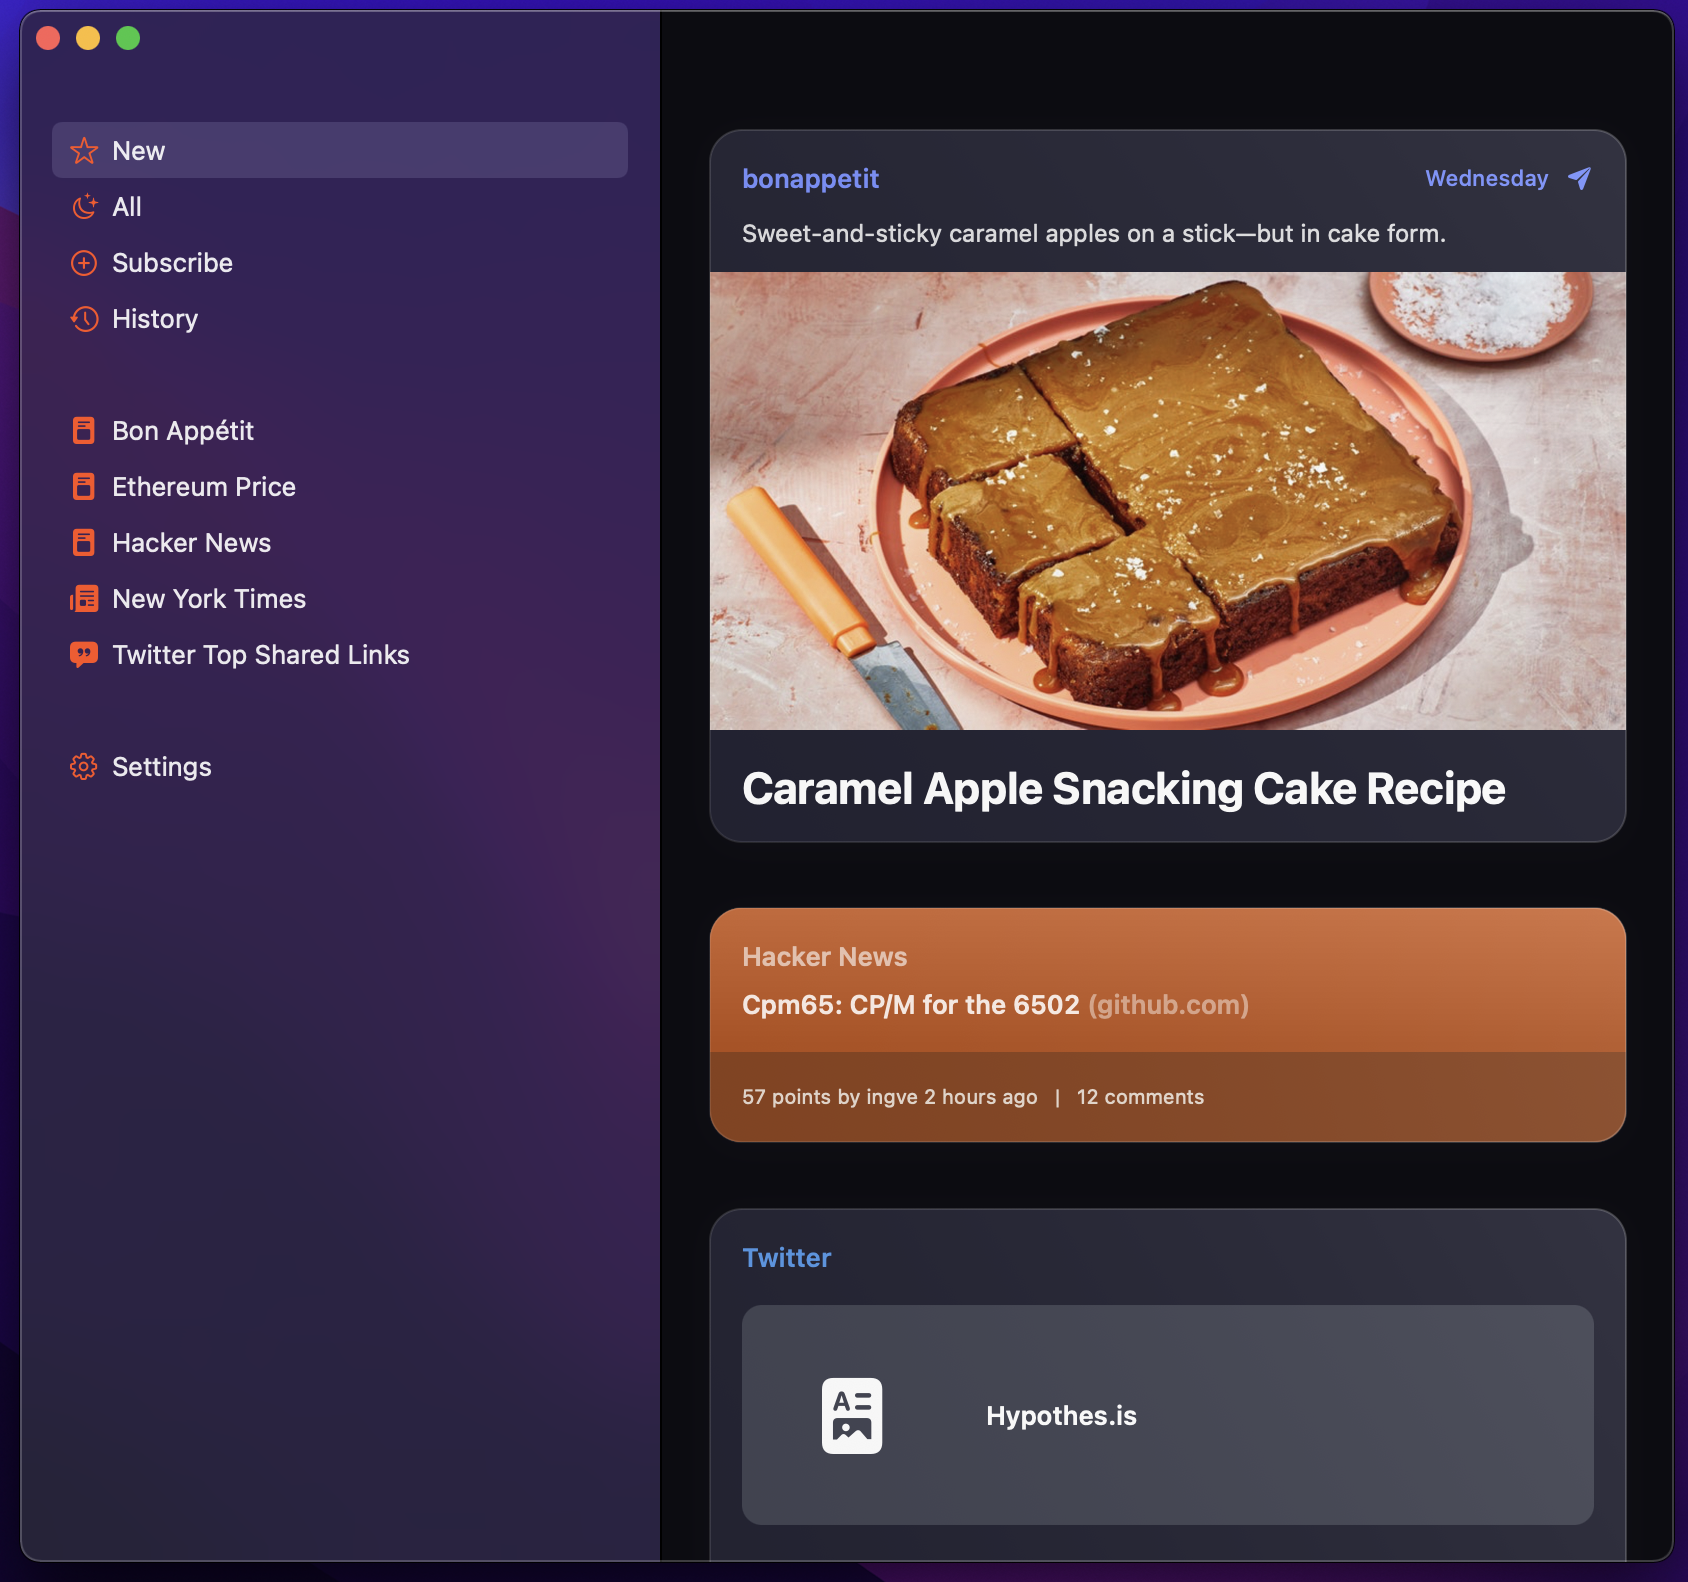 New
All
Subscribe
History
Bon Appétit
Ethereum Price
Hacker News
New York Times
Twitter Top Shared Links
Settings
bonappetit
Wednesday
Sweet-and-sticky caramel apples on a stick—but in cake form.
Caramel Apple Snacking Cake Recipe
Hacker News
Cpm65: CP/M for the 6502 (github.com)
57 points by ingve 2 hours ago | 12 comments
Twitter
A
Hypothes.is